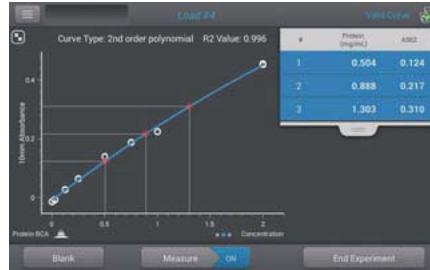 Load #4
Valid Curve
Curve Type: 2nd order polynomial R2 Value: 0.996
# Protein (mg/mL) A562
1 0.504 0.124
2 0.888 0.217
3 1.303 0.310
10mm Absorbance
0.4
0.2
0
0 0.5 1 1.5 2
Protein BCA
Concentration
Blank
Measure
ON
End Experiment